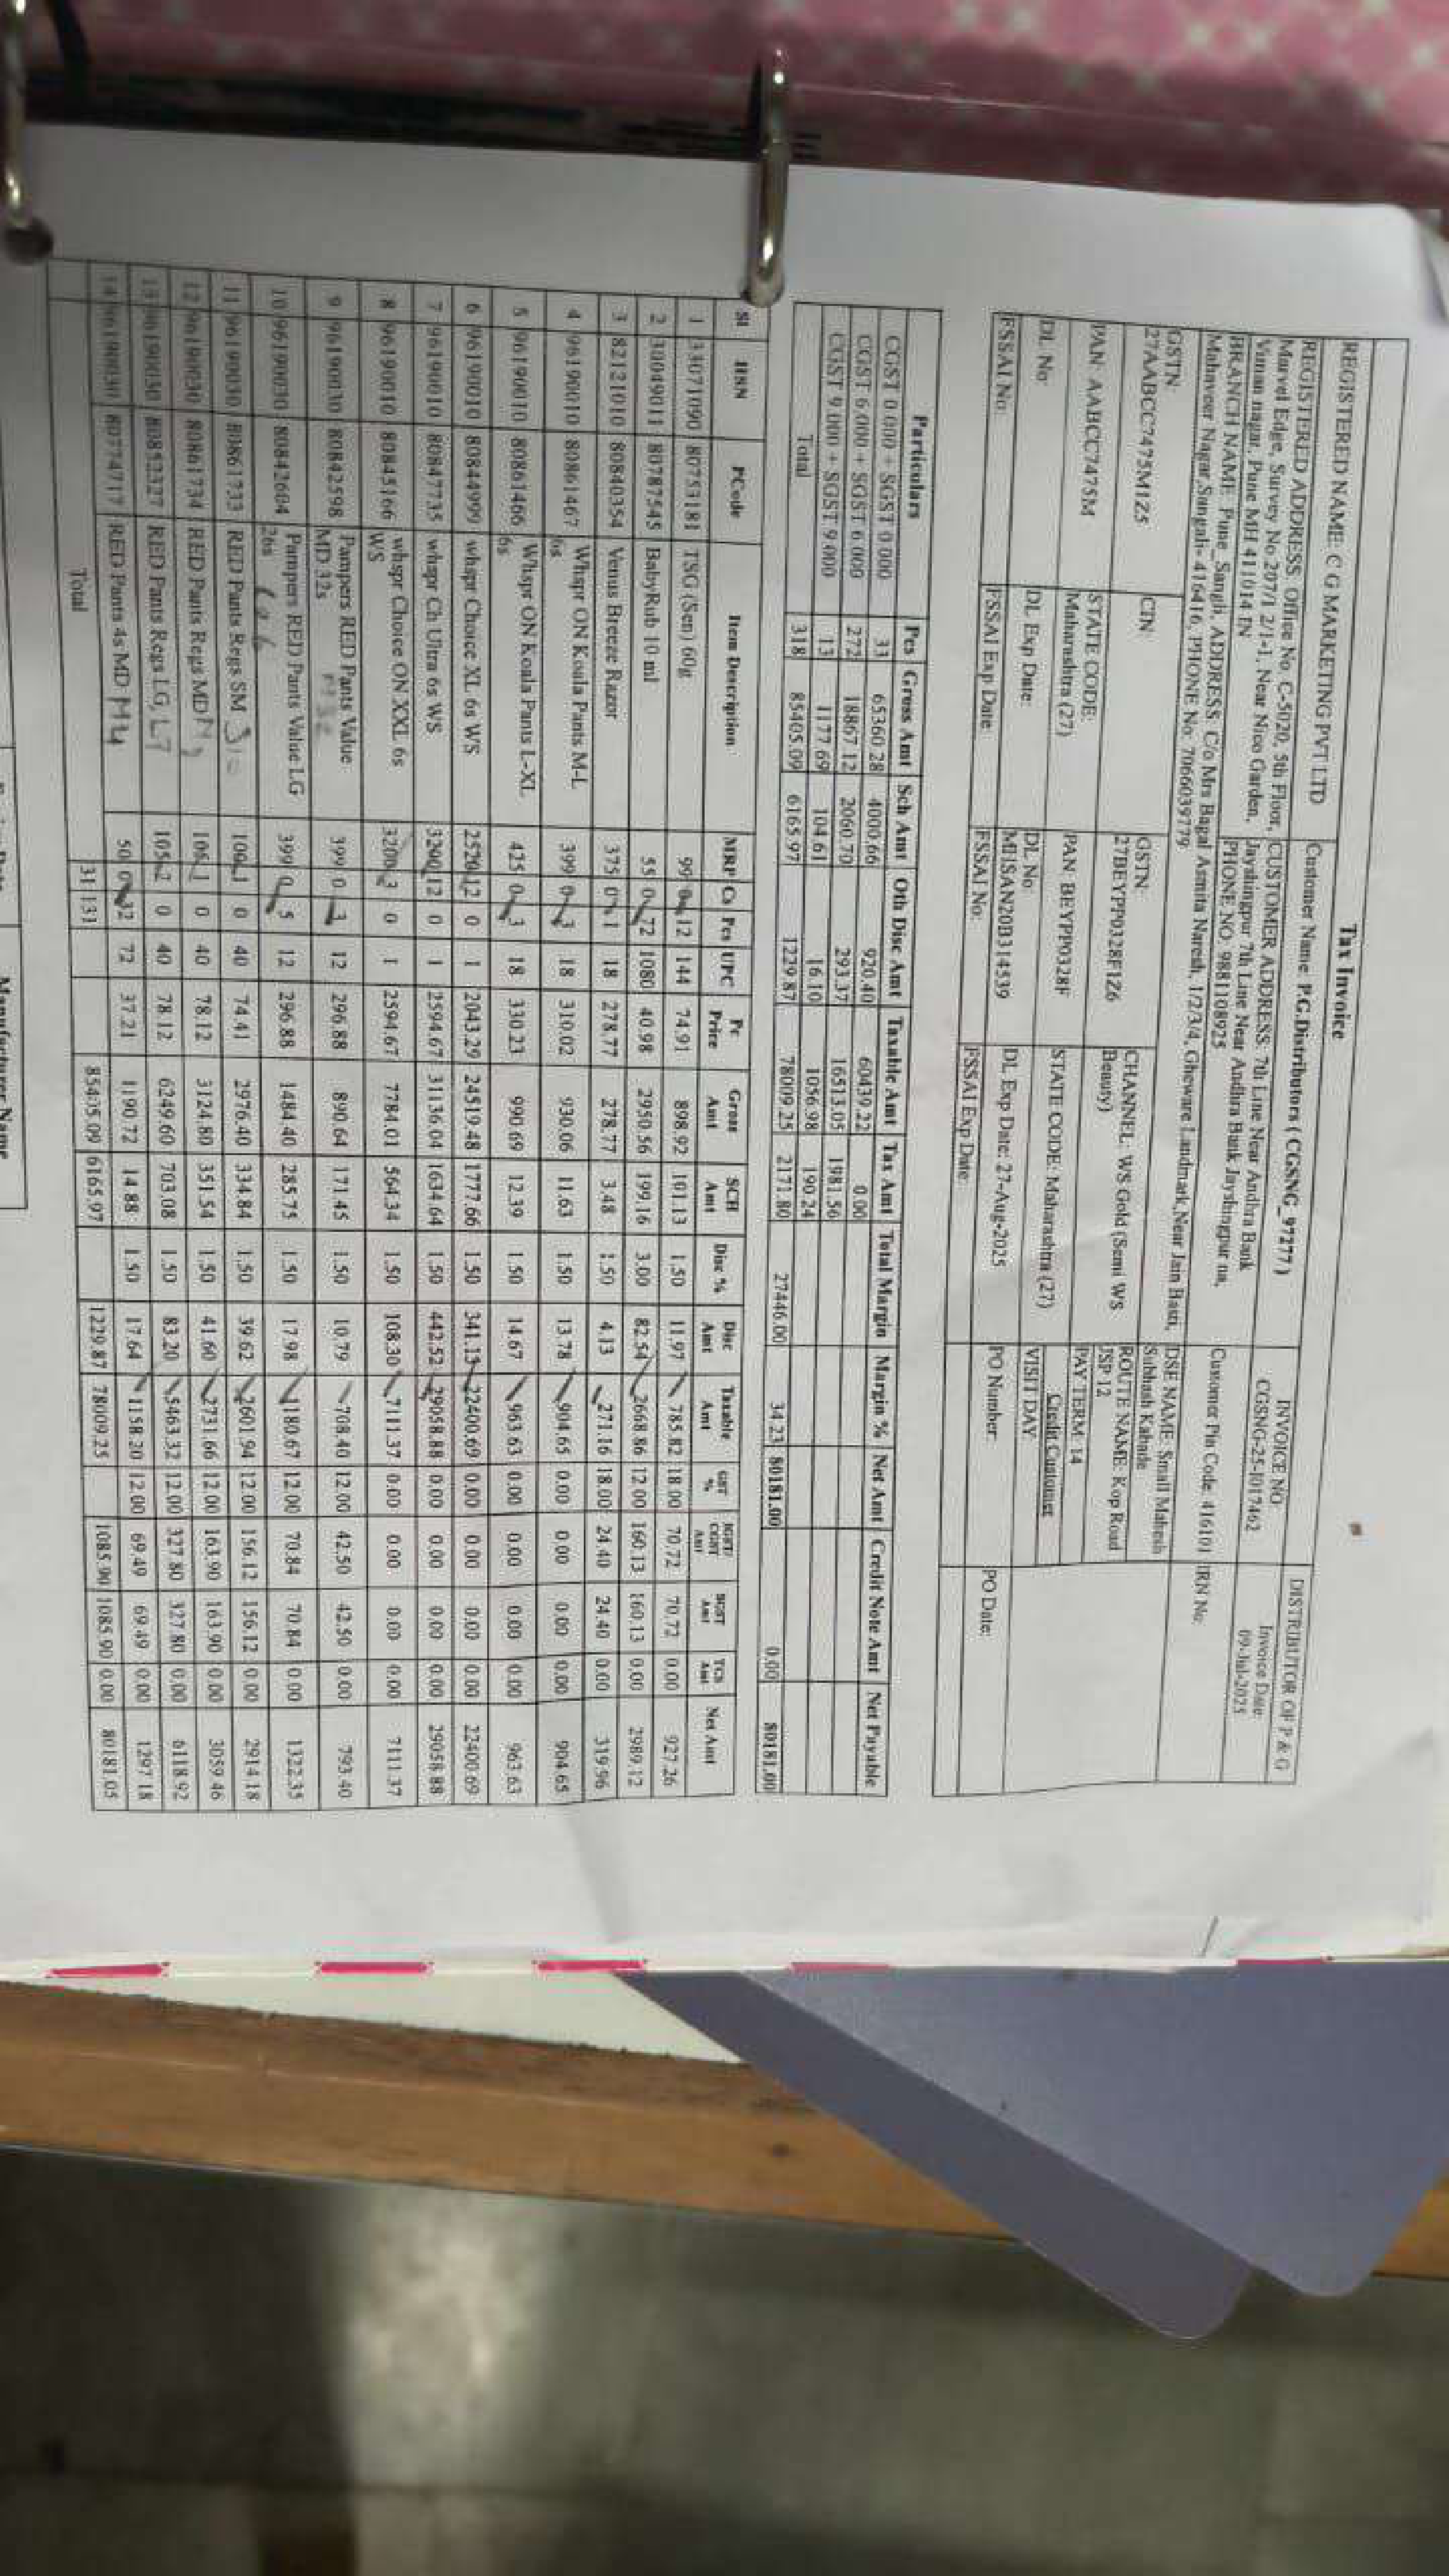 Tax Invoice
REGISTERED NAME: C G MARKETING PVT LTD
Customer Name: P.G.Distributors ( CGSNG_97277)
INVOICE NO
CGSNG-25-I017462
DISTRIBUTOR OF P & G
Invoice Date:
09-Jul-2025
REGISTERED ADDRESS: Office No C-5020, 5th Floor,
Marvel Edge, Survey No 207/1 2/1+1, Near Nico Garden,
Viman nagar, Pune MH 411014 IN
CUSTOMER ADDRESS: 7th Line Near Andhra Bank
Jayshingpur 7th Line Near Andhra Bank Jayshingpur na,
PHONE NO: 9881108925
Customer Pin Code: 416101
IRN No:
BRANCH NAME: Pune_Sangli, ADDRESS: C/o Mrs Bagal Asmita Naresh, 1/2/3/4, Gheware Landmark,Near Jain Basti,
Mahaveer Nagar,Sangali- 416416, PHONE No: 7066039779
DSE NAME: Small Mahesh
Subhash Kabade
GSTN:
27AABCC7475M1Z5
CIN:
GSTN:
27BEYPP0328F1Z6
CHANNEL: WS Gold (Semi WS
Beauty)
ROUTE NAME: Kop Road
JSP 12
PAN: AABCC7475M
STATE CODE:
Maharashtra (27)
PAN: BEYPP0328F
STATE CODE: Maharashtra (27)
PAY TERM: 14
Credit Customer
DL No:
DL Exp Date:
DL No:
MHSAN20B314539
DL Exp Date: 27-Aug-2025
VISIT DAY:
FSSAI No:
FSSAI Exp Date:
FSSAI No:
FSSAI Exp Date:
PO Number:
PO Date:
Particulars Pcs Gross Amt Sch Amt Oth Disc Amt Taxable Amt Tax Amt Total Margin Margin % Net Amt Credit Note Amt Net Payable
CGST 0.000 + SGST 0.000 33 65360.28 4000.66 920.40 60439.22 0.00
CGST 6.000 + SGST 6.000 272 18867.12 2060.70 293.37 16513.05 1981.56
CGST 9.000 + SGST 9.000 13 1177.69 104.61 16.10 1056.98 190.24
Total 318 85405.09 6165.97 1229.87 78009.25 2171.80 27446.00 34.23 80181.00 0.00 80181.00
Sl HSN PCode Item Description MRP Cs Pcs UPC Pc Price Gross Amt SCH Amt Disc % Disc Amt Taxable Amt GST % IGST/ CGST Amt SGST Amt TCS Amt Net Amt
1 33071090 80753181 TSG (Sen) 60g 99 0 12 144 74.91 898.92 101.13 1.50 11.97 785.82 18.00 70.72 70.72 0.00 927.26
2 30049011 80787545 BabyRub 10 ml 55 0 72 1080 40.98 2950.56 199.16 3.00 82.54 2668.86 12.00 160.13 160.13 0.00 2989.12
3 82121010 80840354 Venus Breeze Razor 375 0 1 18 278.77 278.77 3.48 1.50 4.13 271.16 18.00 24.40 24.40 0.00 319.96
4 96190010 80861467 Whspr ON Koala Pants M-L 6s 399 0 3 18 310.02 930.06 11.63 1.50 13.78 904.65 0.00 0.00 0.00 0.00 904.65
5 96190010 80861466 Whspr ON Koala Pants L-XL 6s 425 0 3 18 330.23 990.69 12.39 1.50 14.67 963.63 0.00 0.00 0.00 0.00 963.63
6 96190010 80844999 whspr Choice XL 6s WS 2520 12 0 1 2043.29 24519.48 1777.66 1.50 341.13 22400.69 0.00 0.00 0.00 0.00 22400.69
7 96190010 80847735 whspr Ch Ultra 6s WS 3200 12 0 1 2594.67 31136.04 1634.64 1.50 442.52 29058.88 0.00 0.00 0.00 0.00 29058.88
8 96190010 80845166 whspr Choice ON XXL 6s WS 3200 3 0 1 2594.67 7784.01 564.34 1.50 108.30 7111.37 0.00 0.00 0.00 0.00 7111.37
9 96190030 80842598 Pampers RED Pants Value MD 32s 399 0 3 12 296.88 890.64 171.45 1.50 10.79 708.40 12.00 42.50 42.50 0.00 793.40
10 96190030 80842604 Pampers RED Pants Value LG 26s 399 0 5 12 296.88 1484.40 285.75 1.50 17.98 1180.67 12.00 70.84 70.84 0.00 1322.35
11 96190030 80861733 RED Pants Regs SM 100 1 0 40 74.41 2976.40 334.84 1.50 39.62 2601.94 12.00 156.12 156.12 0.00 2914.18
12 96190030 80861734 RED Pants Regs MD 105 1 0 40 78.12 3124.80 351.54 1.50 41.60 2731.66 12.00 163.90 163.90 0.00 3059.46
13 96190030 80852327 RED Pants Regs LG, L7 105 2 0 40 78.12 6249.60 703.08 1.50 83.20 5463.32 12.00 327.80 327.80 0.00 6118.92
14 96190030 80774717 RED Pants 4s MD M4 50 0 32 72 37.21 1190.72 14.88 1.50 17.64 1158.20 12.00 69.49 69.49 0.00 1297.18
Total 31 131 85405.09 6165.97 1229.87 78009.25 1085.90 1085.90 0.00 80181.05
Manufacturer Name